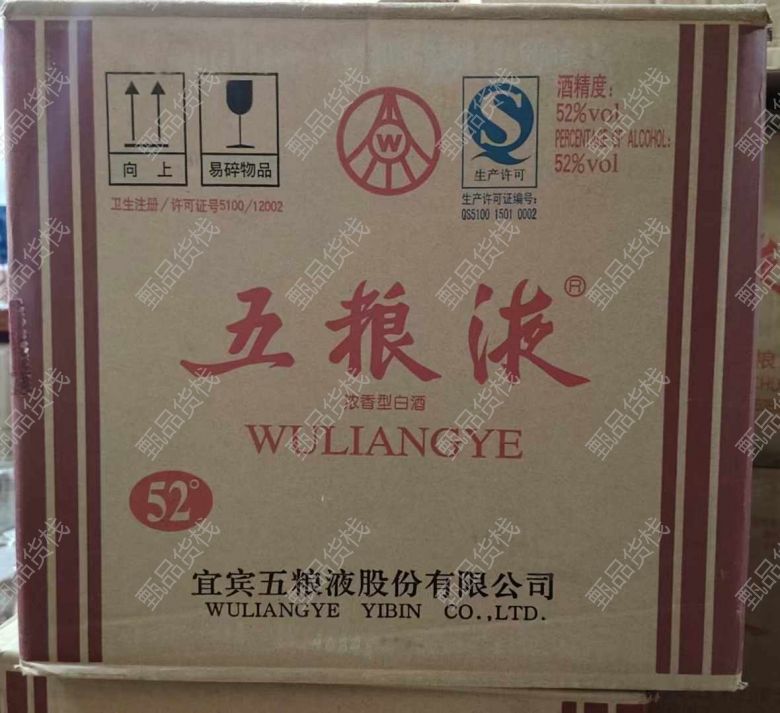 酒精度：
52%vol
PERCENTAGE OF ALCOHOL:
52%vol
向 上
易碎物品
W
生产许可
卫生注册/许可证号5100/12002
生产许可证编号：
QS5100 1501 0002
五粮液®
浓香型白酒
WULIANGYE
52°
宜宾五粮液股份有限公司
WULIANGYE YIBIN CO.,LTD.
甄品货栈